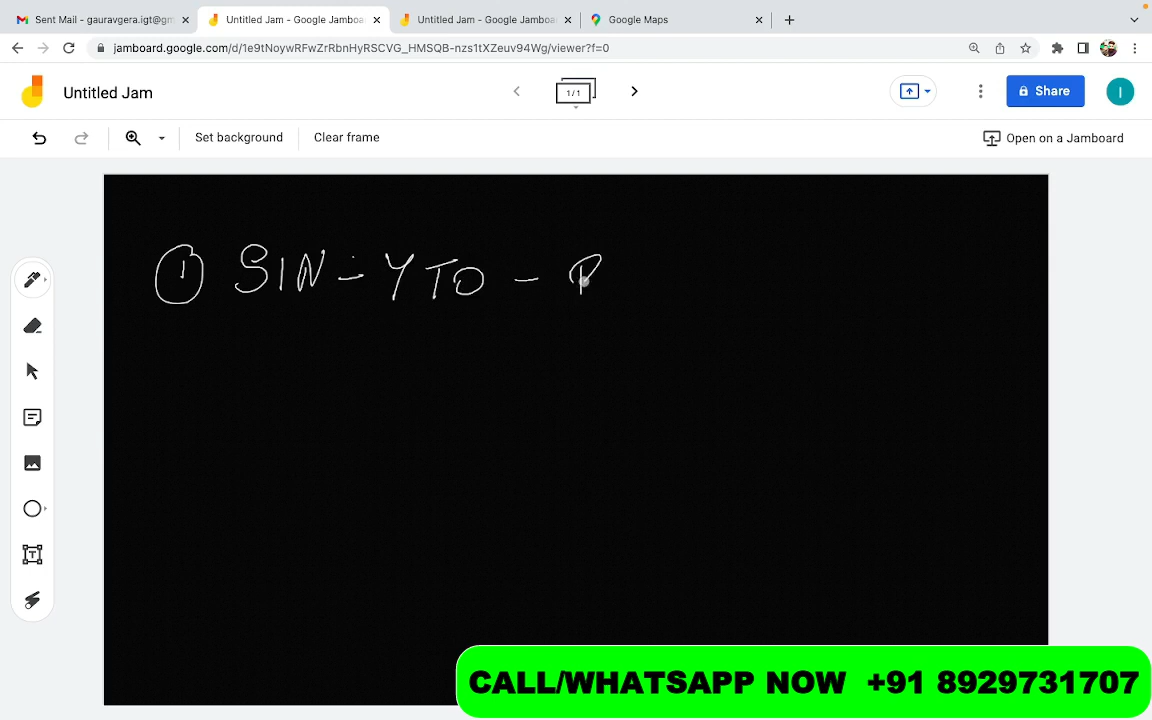 Sent Mail - gauravgera.igt@gm
Untitled Jam - Google Jamboa
Untitled Jam - Google Jamboa
Google Maps
jamboard.google.com/d/1e9tNoywRFwZrRbnHyRSCVG_HMSQB-nzs1tXZeuv94Wg/viewer?f=0
Untitled Jam
1/1
Share
I
Set background
Clear frame
Open on a Jamboard
① SIN - YTO - P
CALL/WHATSAPP NOW +91 8929731707